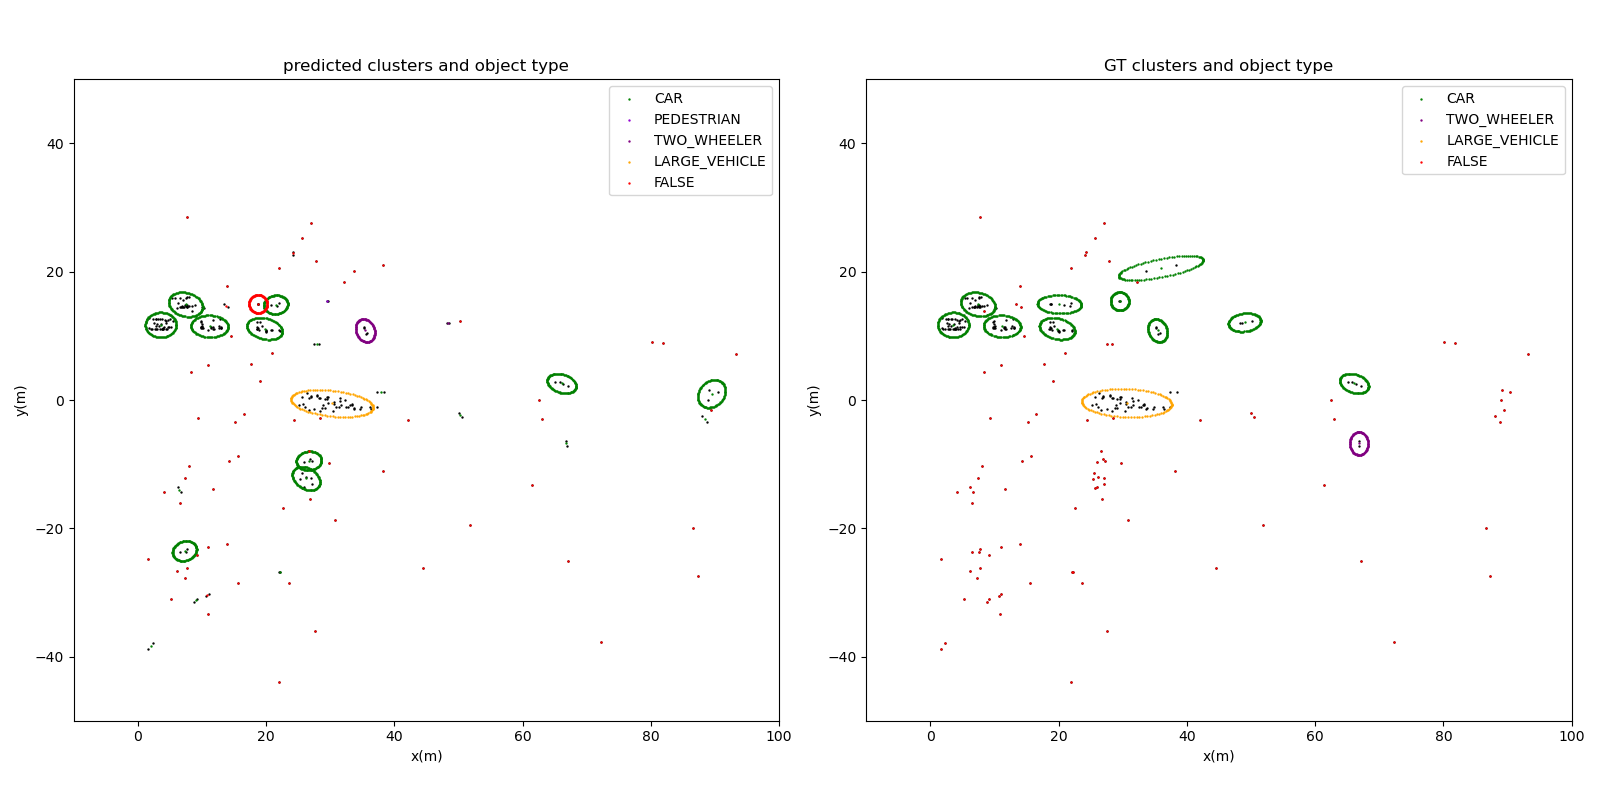 predicted clusters and object type
CAR
PEDESTRIAN
TWO_WHEELER
LARGE_VEHICLE
FALSE
40
20
0
−20
−40
y(m)
0 20 40 60 80 100
x(m)
GT clusters and object type
CAR
TWO_WHEELER
LARGE_VEHICLE
FALSE
40
20
0
−20
−40
y(m)
0 20 40 60 80 100
x(m)